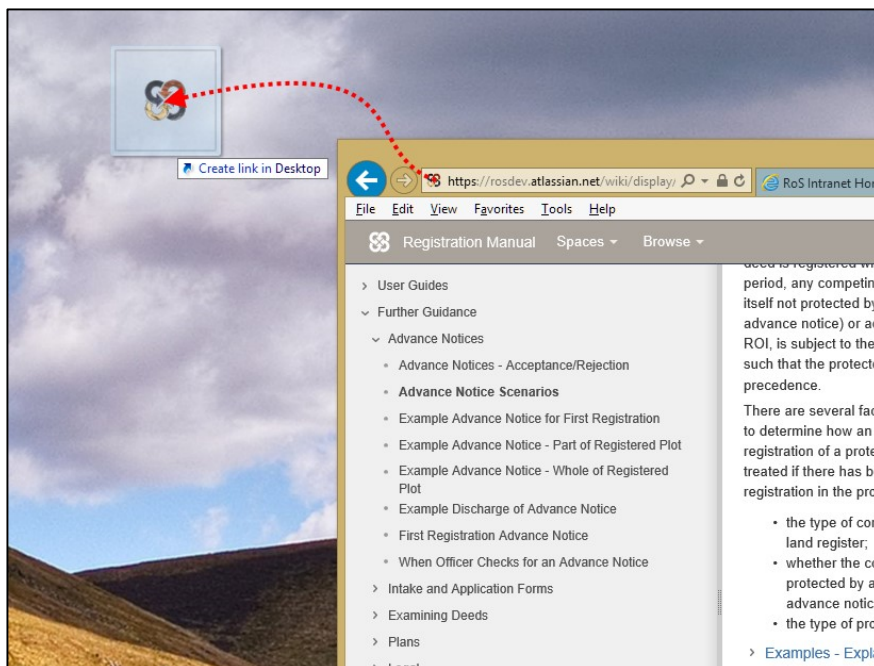 Create link in Desktop
https://rosdev.atlassian.net/wiki/display/
RoS Intranet Hor
File Edit View Favorites Tools Help
Registration Manual Spaces Browse
User Guides
Further Guidance
Advance Notices
Advance Notices - Acceptance/Rejection
Advance Notice Scenarios
Example Advance Notice for First Registration
Example Advance Notice - Part of Registered Plot
Example Advance Notice - Whole of Registered
Plot
Example Discharge of Advance Notice
First Registration Advance Notice
When Officer Checks for an Advance Notice
Intake and Application Forms
Examining Deeds
Plans
period, any competin
itself not protected by
advance notice) or a
ROI, is subject to the
such that the protect
precedence.
There are several fac
to determine how an
registration of a prote
treated if there has b
registration in the pro
• the type of co
land register;
• whether the c
protected by a
advance notic
• the type of pro
Examples - Expl